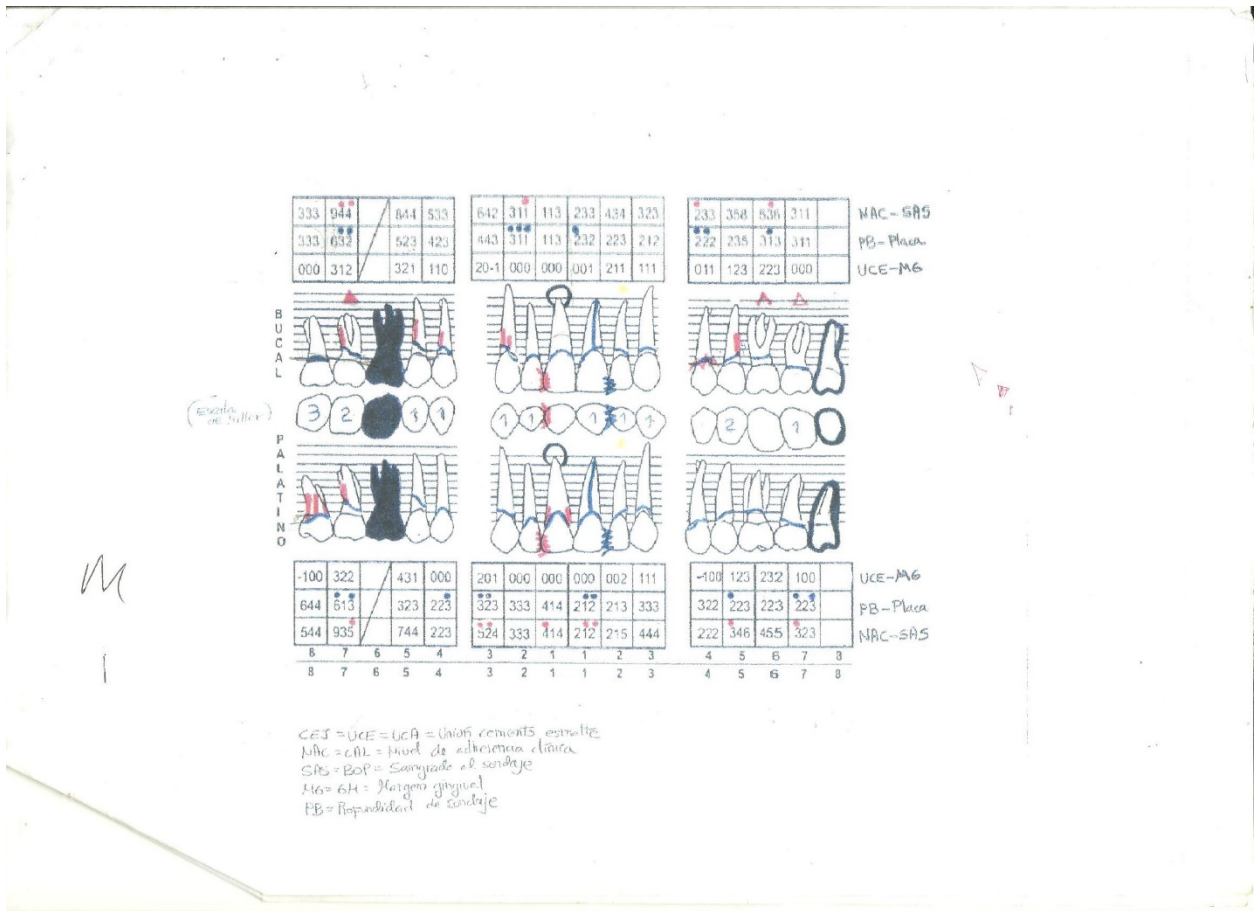 333 944 844 533 642 311 113 233 434 323 233 358 536 311 NAC-SAS
333 632 523 423 443 311 113 232 223 212 222 235 313 311 PB-Placa
000 312 321 110 20-1 000 000 001 211 111 011 123 223 000 UCE-MG
BUCAL
3 2 1 1 1 1 1 1 1 2 1
PALATINO
-100 322 431 000 201 000 000 000 002 111 -100 123 232 100 UCE-MG
644 613 323 223 323 333 414 212 213 333 322 223 223 223 PB-Placa
544 935 744 223 524 333 414 212 215 444 222 346 455 323 NAC-SAS
8 7 6 5 4 3 2 1 1 2 3 4 5 6 7 8
8 7 6 5 4 3 2 1 1 2 3 4 5 6 7 8
M
CEJ = UCE = UCA = Unión cemento esmalte
NAC = CAL = Nivel de adherencia clínica
SAS = BOP = Sangrado al sondaje
MG = GM = Margen gingival
PB = Profundidad de sondaje